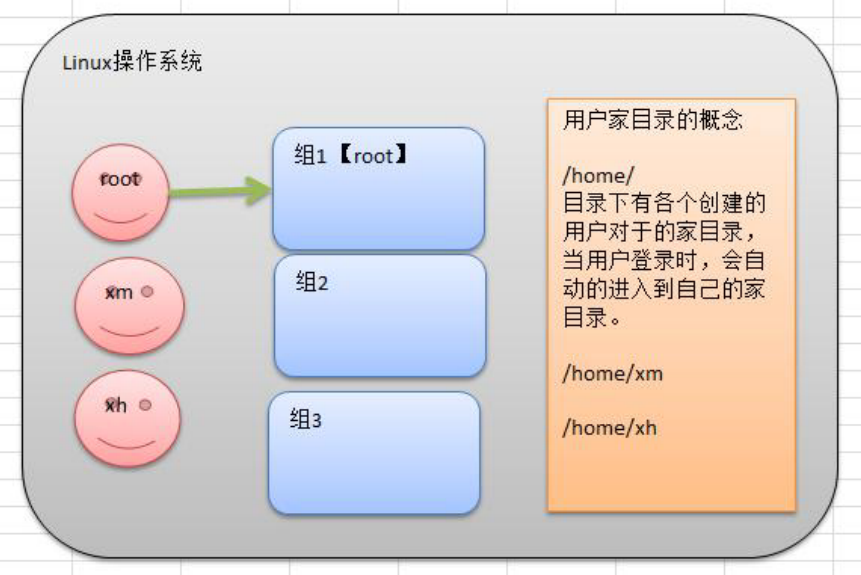 Linux操作系统
root
xm
xh
组1【root】
组2
组3
用户家目录的概念
/home/
目录下有各个创建的
用户对于的家目录，
当用户登录时，会自
动的进入到自己的家
目录。
/home/xm
/home/xh